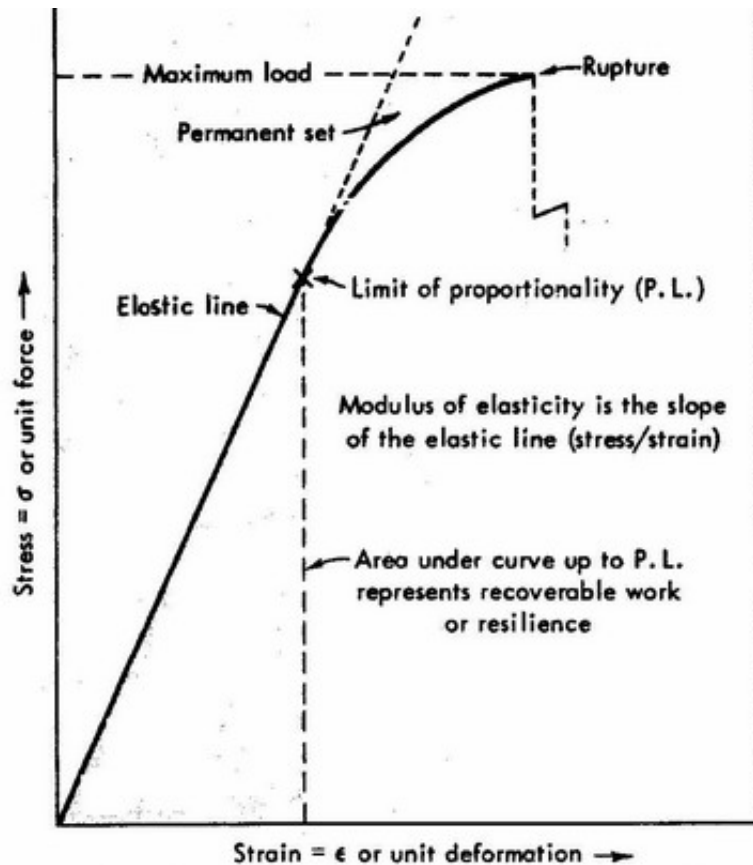 Maximum load
Rupture
Permanent set
Elastic line
Limit of proportionality (P.L.)
Modulus of elasticity is the slope
of the elastic line (stress/strain)
Area under curve up to P.L.
represents recoverable work
or resilience
Stress = σ or unit force
Strain = ϵ or unit deformation